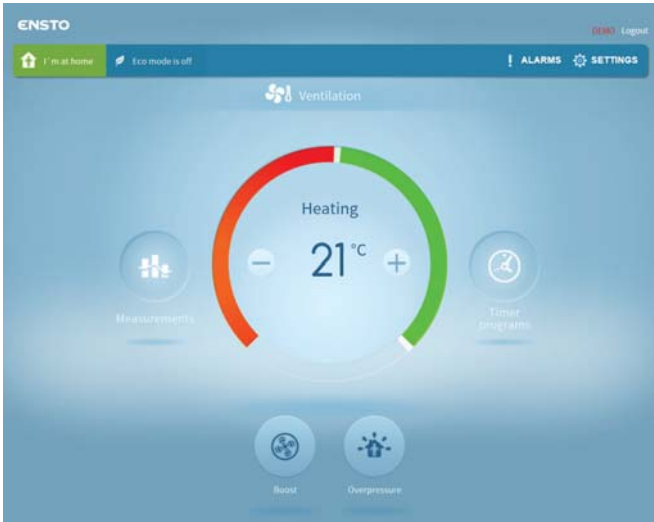 ENSTO
DEMO Logout
I'm at home
Eco mode is off
! ALARMS
SETTINGS
Ventilation
Heating
21 °C
Measurements
Timer
programs
Boost
Overpressure